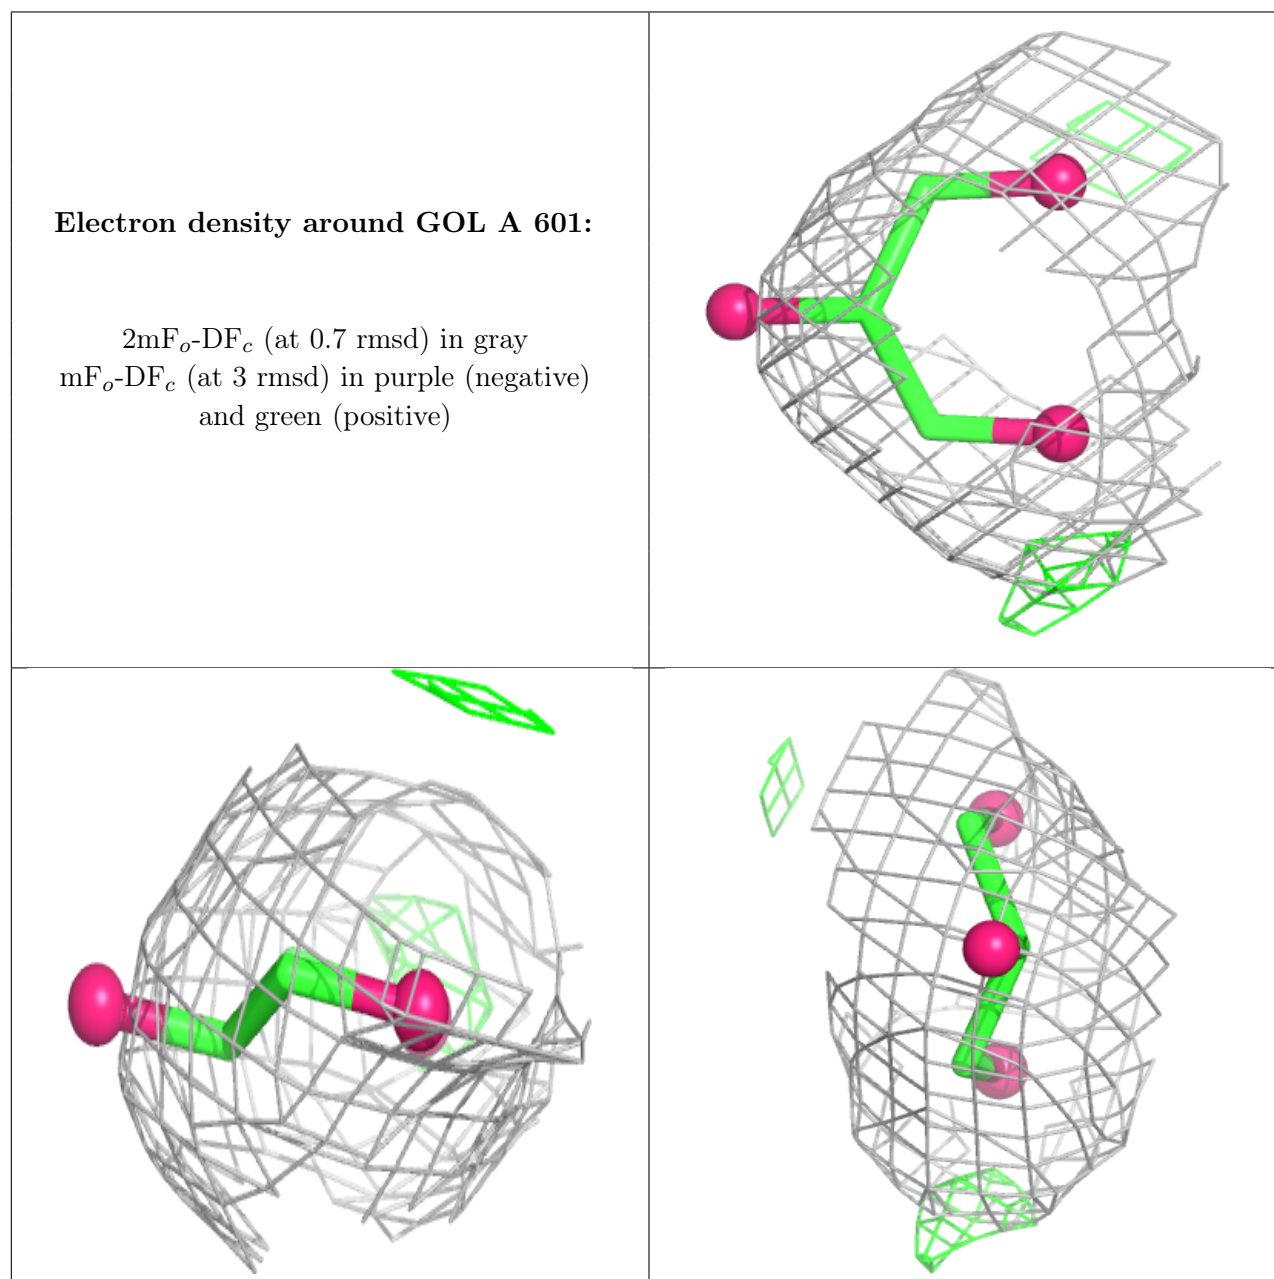 Electron density around GOL A 601:
2mFo-DFc (at 0.7 rmsd) in gray
mFo-DFc (at 3 rmsd) in purple (negative)
and green (positive)